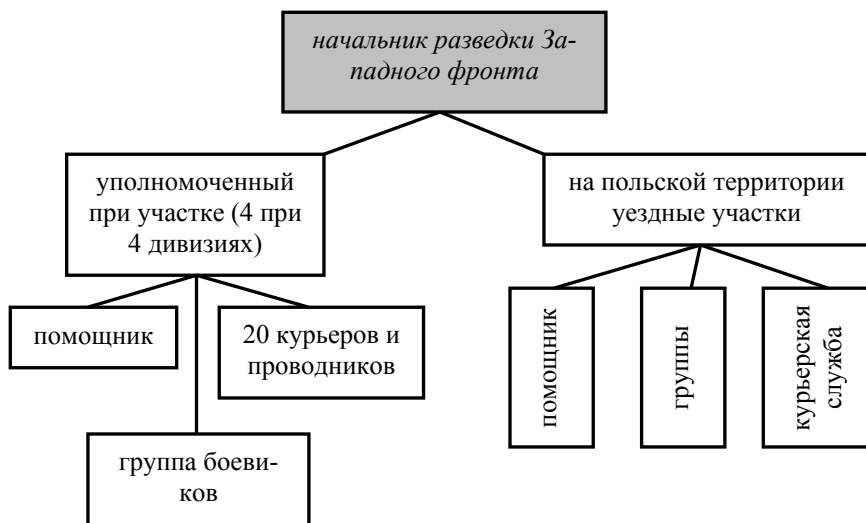 начальник разведки За-
падного фронта
уполномоченный
при участке (4 при
4 дивизиях)
на польской территории
уездные участки
помощник
20 курьеров и
проводников
группа боеви-
ков
помощник
группы
курьерская
служба